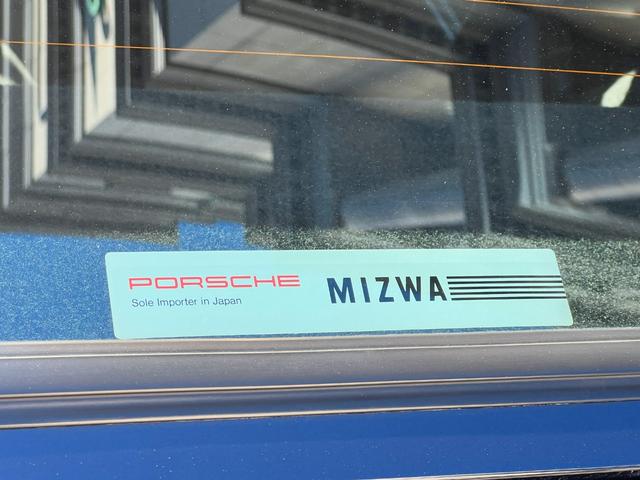 PORSCHE
Sole Importer in Japan
MIZWA